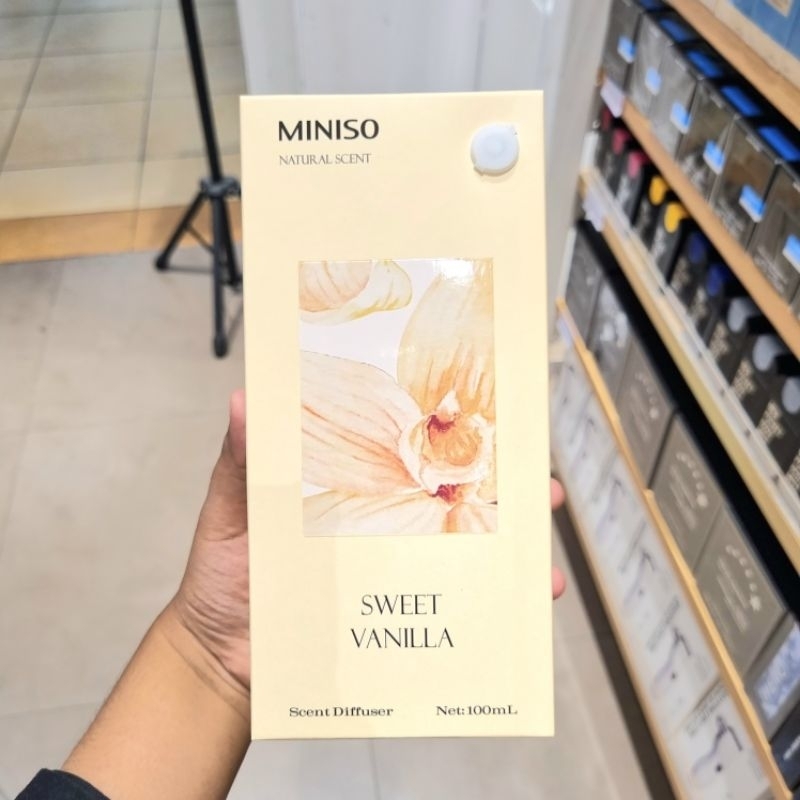 MINISO
NATURAL SCENT
SWEET
VANILLA
Scent Diffuser Net:100mL